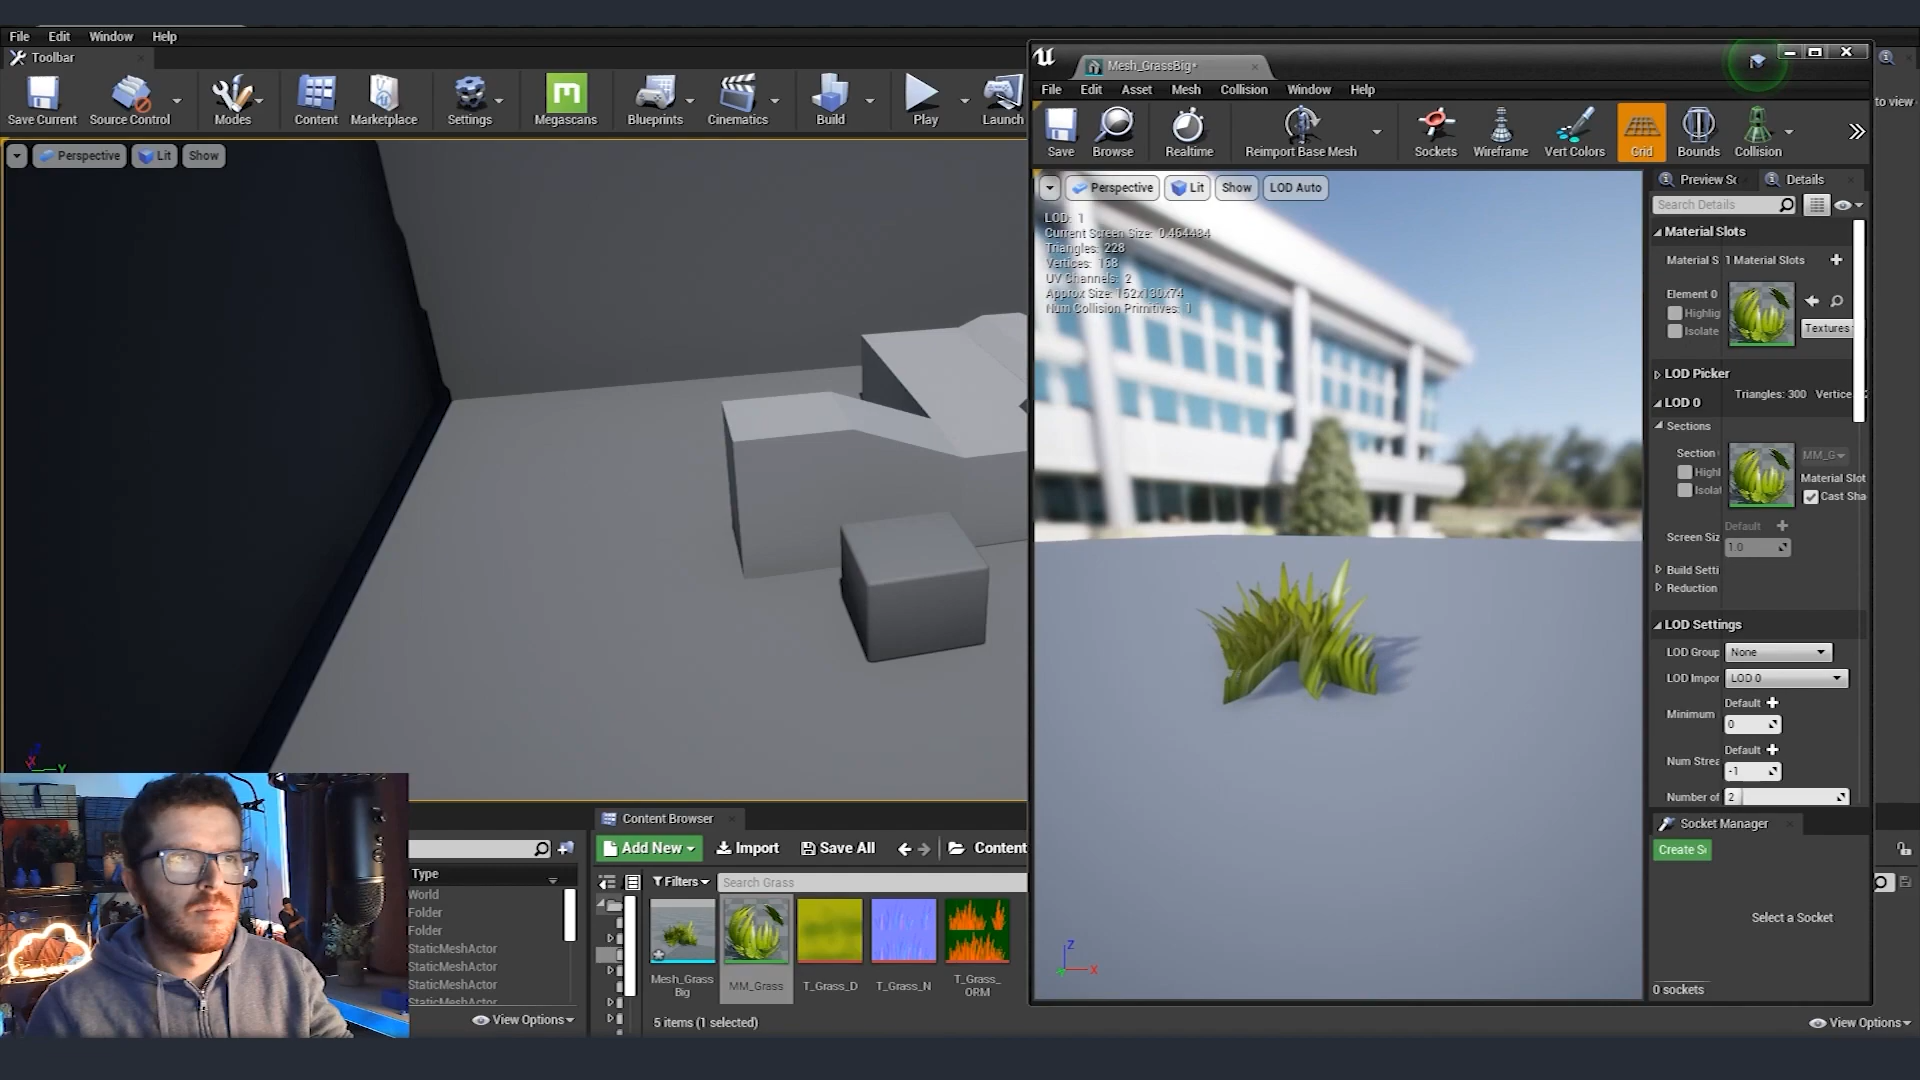 File Edit Window Help
Toolbar
Save Current Source Control Modes Content Marketplace Settings Megascans Blueprints Cinematics Build Play Launch
Perspective Lit Show
X
Y
Type
World
Folder
Folder
StaticMeshActor
StaticMeshActor
StaticMeshActor
StaticMeshActor
View Options
Content Browser
Add New Import Save All Content
Filters Search Grass
Mesh_Grass
Big
MM_Grass
T_Grass_D
T_Grass_N
T_Grass_
ORM
5 items (1 selected)
Mesh_GrassBig*
File Edit Asset Mesh Collision Window Help
Save Browse Realtime Reimport Base Mesh Sockets Wireframe Vert Colors Grid Bounds Collision
Perspective Lit Show LOD Auto
LOD: 1
Current Screen Size: 0.464484
Triangles: 228
Vertices: 168
UV Channels: 2
Approx Size: 152x130x74
Num Collision Primitives: 1
Z
X
Preview Sc Details
Search Details
Material Slots
Material S 1 Material Slots
Element 0
Highlig
Isolate
Textures
LOD Picker
LOD 0 Triangles: 300 Vertice
Sections
Section MM_G
Highl
Isolat
Material Slot
Cast Sha
Default
Screen Siz 1.0
Build Setti
Reduction
LOD Settings
LOD Group None
LOD Impor LOD 0
Default
Minimum 0
Default
Num Strea -1
Number of 2
Socket Manager
Create S
Select a Socket
0 sockets
to view
View Options